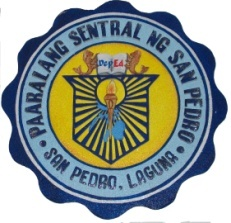 PAARALANG SENTRAL NG SAN PEDRO
DepEd
• SAN PEDRO, LAGUNA •